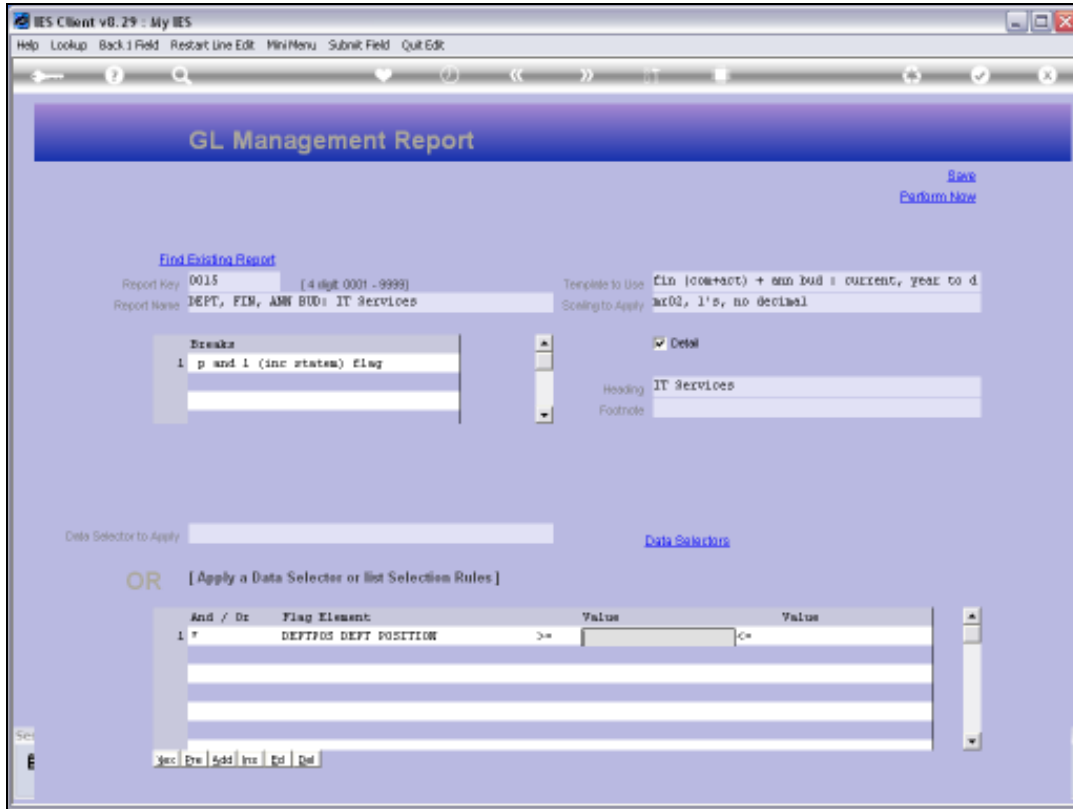 IES Client v8.29 : My IES
Help Lookup Back 1 Field Restart Line Edit MiniMenu Submit Field Quit Edit
GL Management Report
Save
Perform Now
Find Existing Report
Report Key 0015 [ 4 digit: 0001 - 9999] Template to Use fin (com+act) + ann bud : current, year to d
Report Name DEPT, FIN, ANN BUD: IT Services Scaling to Apply mr02, 1's, no decimal
Breaks Detail
1 p and l (inc statem) flag
Heading IT Services
Footnote
Data Selector to Apply Data Selectors
OR [ Apply a Data Selector or list Selection Rules ]
And / Or Flag Element Value Value
1 * DEPTPOS DEPT POSITION >= <=
Nex Pre Add Ins Ed Del